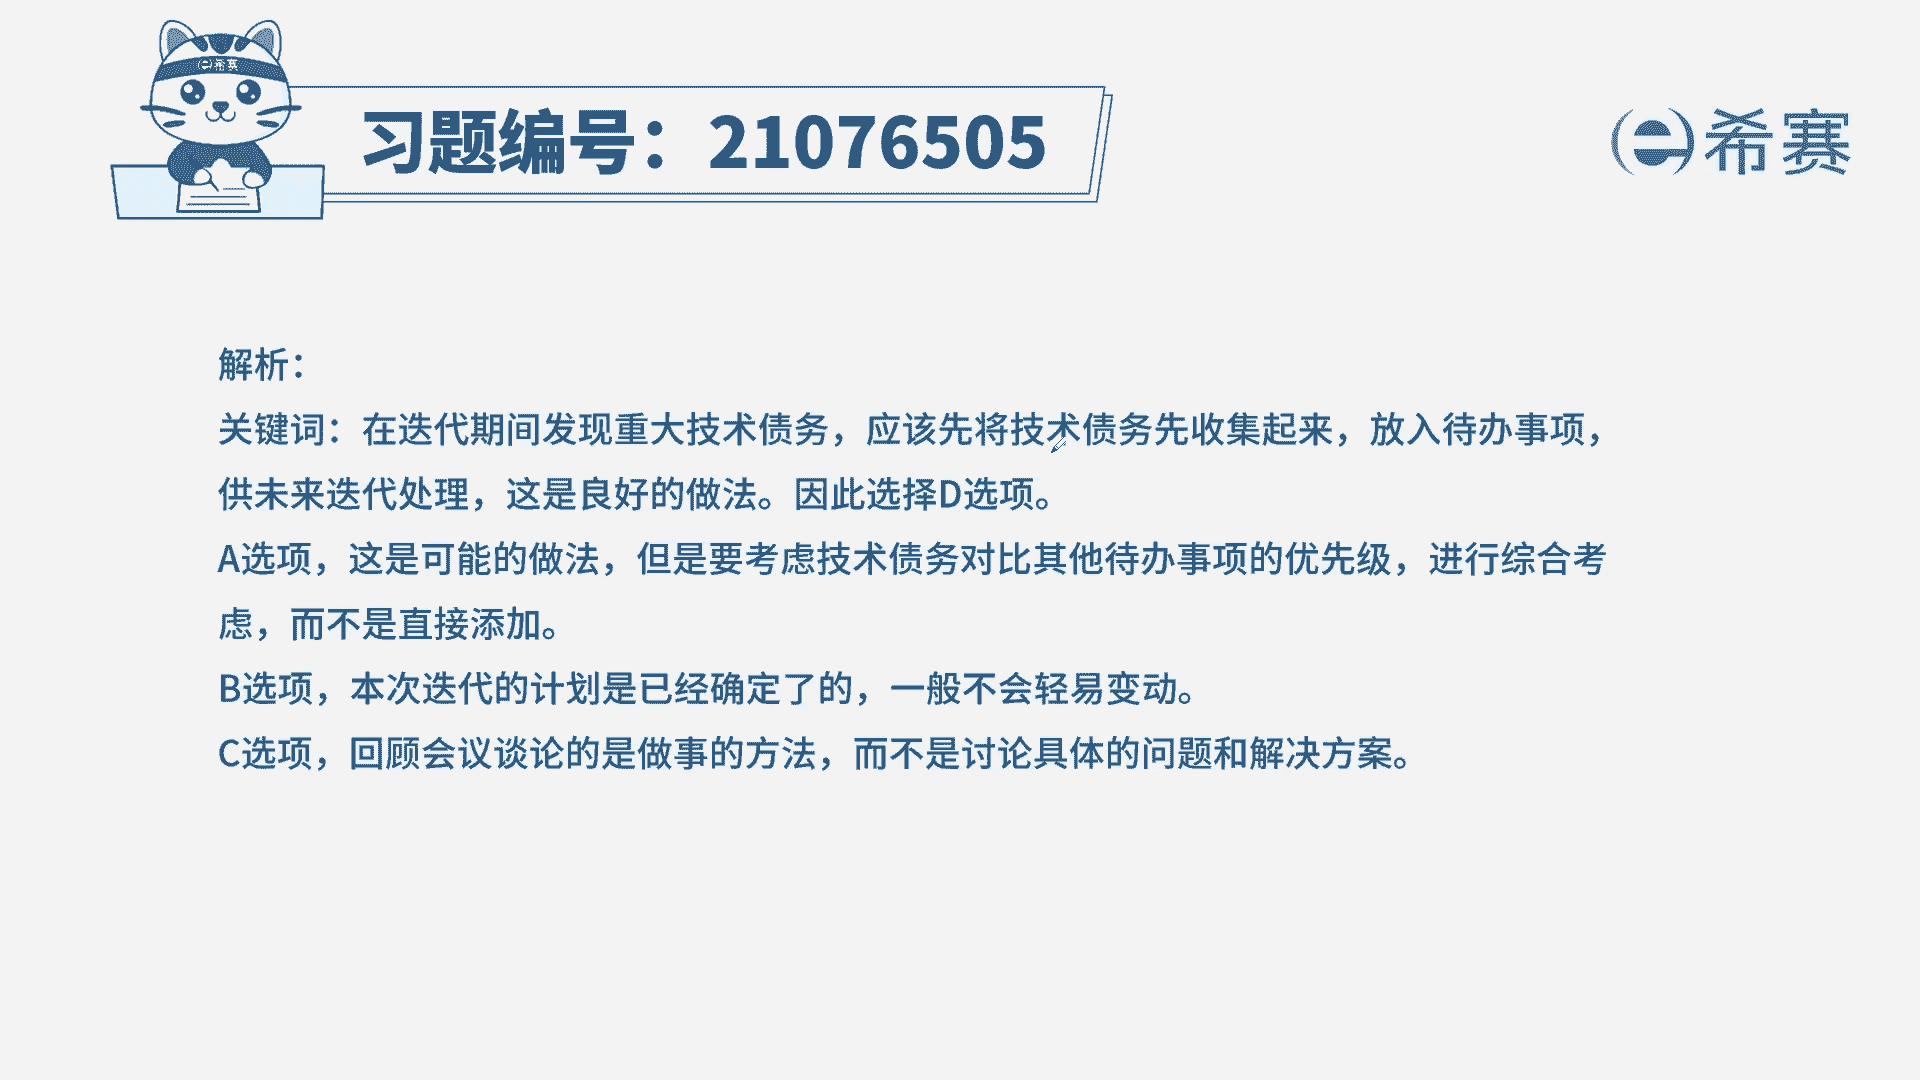 e希赛
习题编号：21076505
e希赛
解析：
关键词：在迭代期间发现重大技术债务，应该先将技术债务先收集起来，放入待办事项，
供未来迭代处理，这是良好的做法。因此选择D选项。
A选项，这是可能的做法，但是要考虑技术债务对比其他待办事项的优先级，进行综合考
虑，而不是直接添加。
B选项，本次迭代的计划是已经确定了的，一般不会轻易变动。
C选项，回顾会议谈论的是做事的方法，而不是讨论具体的问题和解决方案。